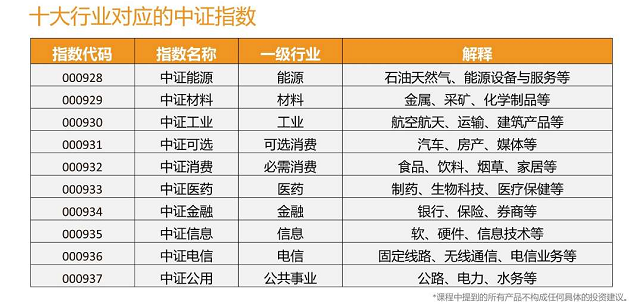 十大行业对应的中证指数
指数代码 指数名称 一级行业 解释
000928 中证能源 能源 石油天然气、能源设备与服务等
000929 中证材料 材料 金属、采矿、化学制品等
000930 中证工业 工业 航空航天、运输、建筑产品等
000931 中证可选 可选消费 汽车、房产、媒体等
000932 中证消费 必需消费 食品、饮料、烟草、家居等
000933 中证医药 医药 制药、生物科技、医疗保健等
000934 中证金融 金融 银行、保险、券商等
000935 中证信息 信息 软、硬件、信息技术等
000936 中证电信 电信 固定线路、无线通信、电信业务等
000937 中证公用 公共事业 公路、电力、水务等
*课程中提到的所有产品不构成任何具体的投资建议。